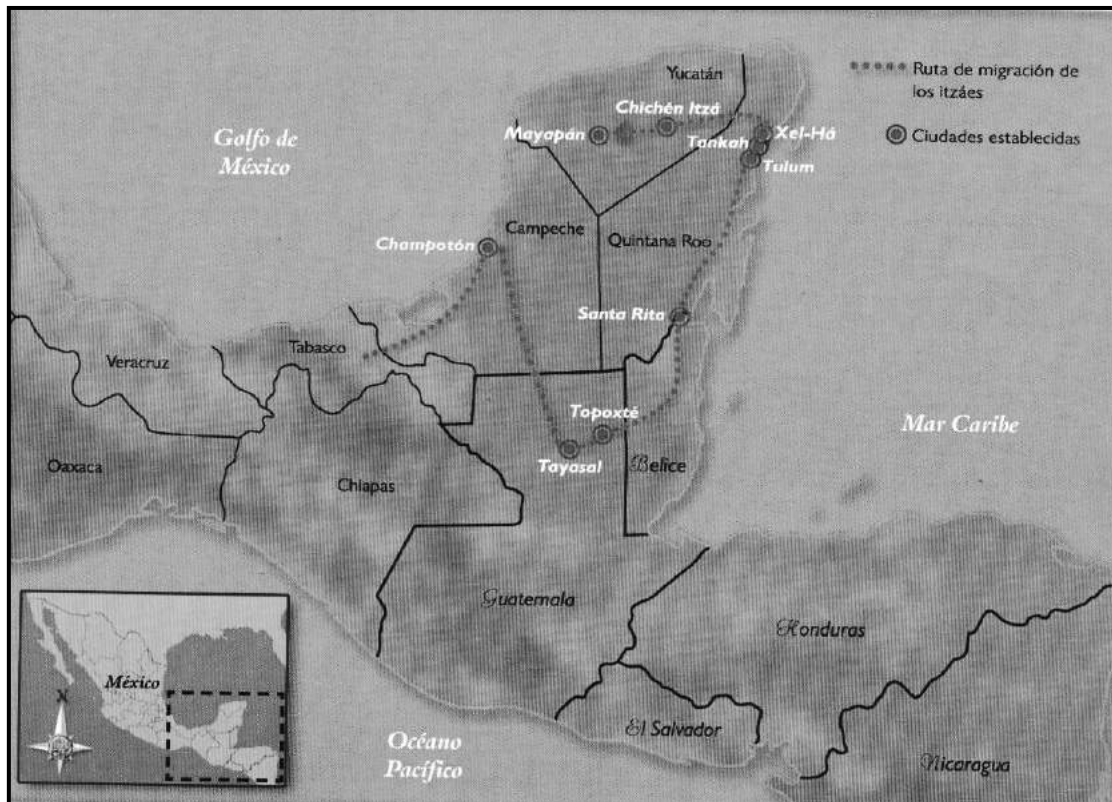 Yucatán
Ruta de migración de
los itzáes
Chichén Itzá
Mayapán
Xel-Há
Ciudades establecidas
Tankah
Tulum
Golfo de
México
Campeche
Champotón
Quintana Roo
Santa Rita
Tabasco
Veracruz
Topoxté
Mar Caribe
Tayasal
Belice
Oaxaca
Chiapas
Guatemala
Honduras
México
N
El Salvador
Océano
Pacífico
Nicaragua